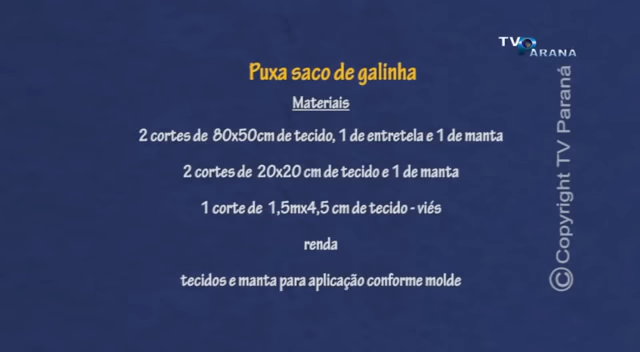 TV PARANA
Puxa saco de galinha
Materiais
2 cortes de 80x50cm de tecido, 1 de entretela e 1 de manta
2 cortes de 20x20 cm de tecido e 1 de manta
1 corte de 1,5mx4,5 cm de tecido - viés
renda
tecidos e manta para aplicação conforme molde
©Copyright TV Paraná